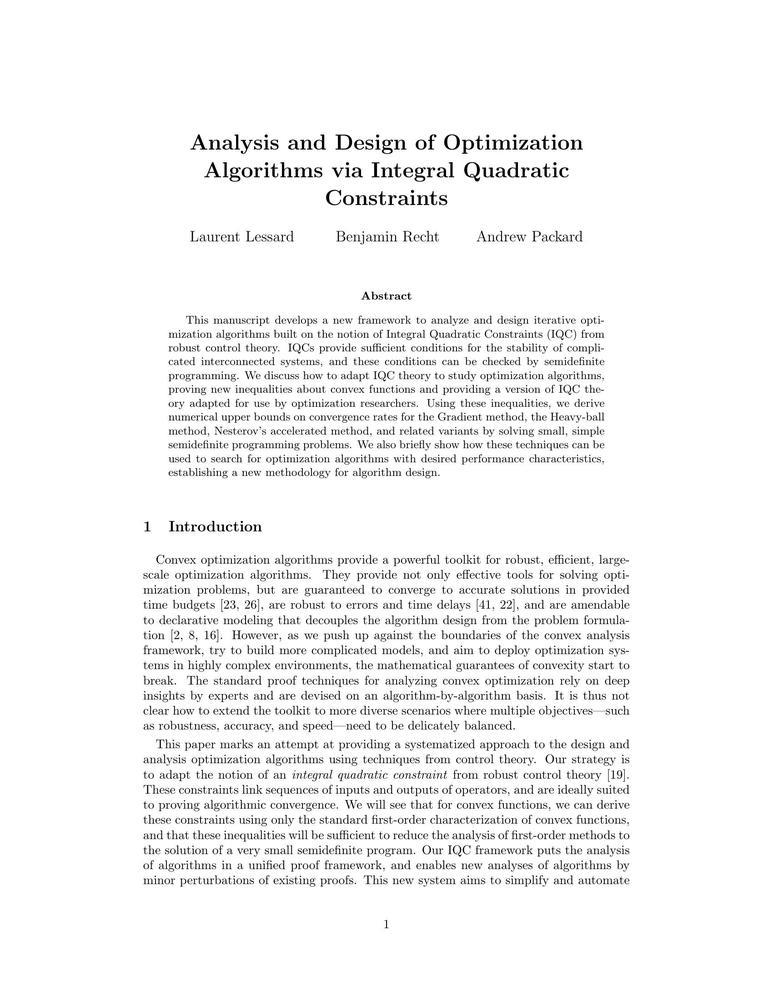 Analysis and Design of Optimization
Algorithms via Integral Quadratic
Constraints
Laurent Lessard Benjamin Recht Andrew Packard
Abstract
This manuscript develops a new framework to analyze and design iterative opti-
mization algorithms built on the notion of Integral Quadratic Constraints (IQC) from
robust control theory. IQCs provide sufficient conditions for the stability of compli-
cated interconnected systems, and these conditions can be checked by semidefinite
programming. We discuss how to adapt IQC theory to study optimization algorithms,
proving new inequalities about convex functions and providing a version of IQC the-
ory adapted for use by optimization researchers. Using these inequalities, we derive
numerical upper bounds on convergence rates for the Gradient method, the Heavy-ball
method, Nesterov's accelerated method, and related variants by solving small, simple
semidefinite programming problems. We also briefly show how these techniques can be
used to search for optimization algorithms with desired performance characteristics,
establishing a new methodology for algorithm design.
1 Introduction
Convex optimization algorithms provide a powerful toolkit for robust, efficient, large-
scale optimization algorithms. They provide not only effective tools for solving opti-
mization problems, but are guaranteed to converge to accurate solutions in provided
time budgets [23, 26], are robust to errors and time delays [41, 22], and are amendable
to declarative modeling that decouples the algorithm design from the problem formula-
tion [2, 8, 16]. However, as we push up against the boundaries of the convex analysis
framework, try to build more complicated models, and aim to deploy optimization sys-
tems in highly complex environments, the mathematical guarantees of convexity start to
break. The standard proof techniques for analyzing convex optimization rely on deep
insights by experts and are devised on an algorithm-by-algorithm basis. It is thus not
clear how to extend the toolkit to more diverse scenarios where multiple objectives—such
as robustness, accuracy, and speed—need to be delicately balanced.
This paper marks an attempt at providing a systematized approach to the design and
analysis optimization algorithms using techniques from control theory. Our strategy is
to adapt the notion of an integral quadratic constraint from robust control theory [19].
These constraints link sequences of inputs and outputs of operators, and are ideally suited
to proving algorithmic convergence. We will see that for convex functions, we can derive
these constraints using only the standard first-order characterization of convex functions,
and that these inequalities will be sufficient to reduce the analysis of first-order methods to
the solution of a very small semidefinite program. Our IQC framework puts the analysis
of algorithms in a unified proof framework, and enables new analyses of algorithms by
minor perturbations of existing proofs. This new system aims to simplify and automate
1